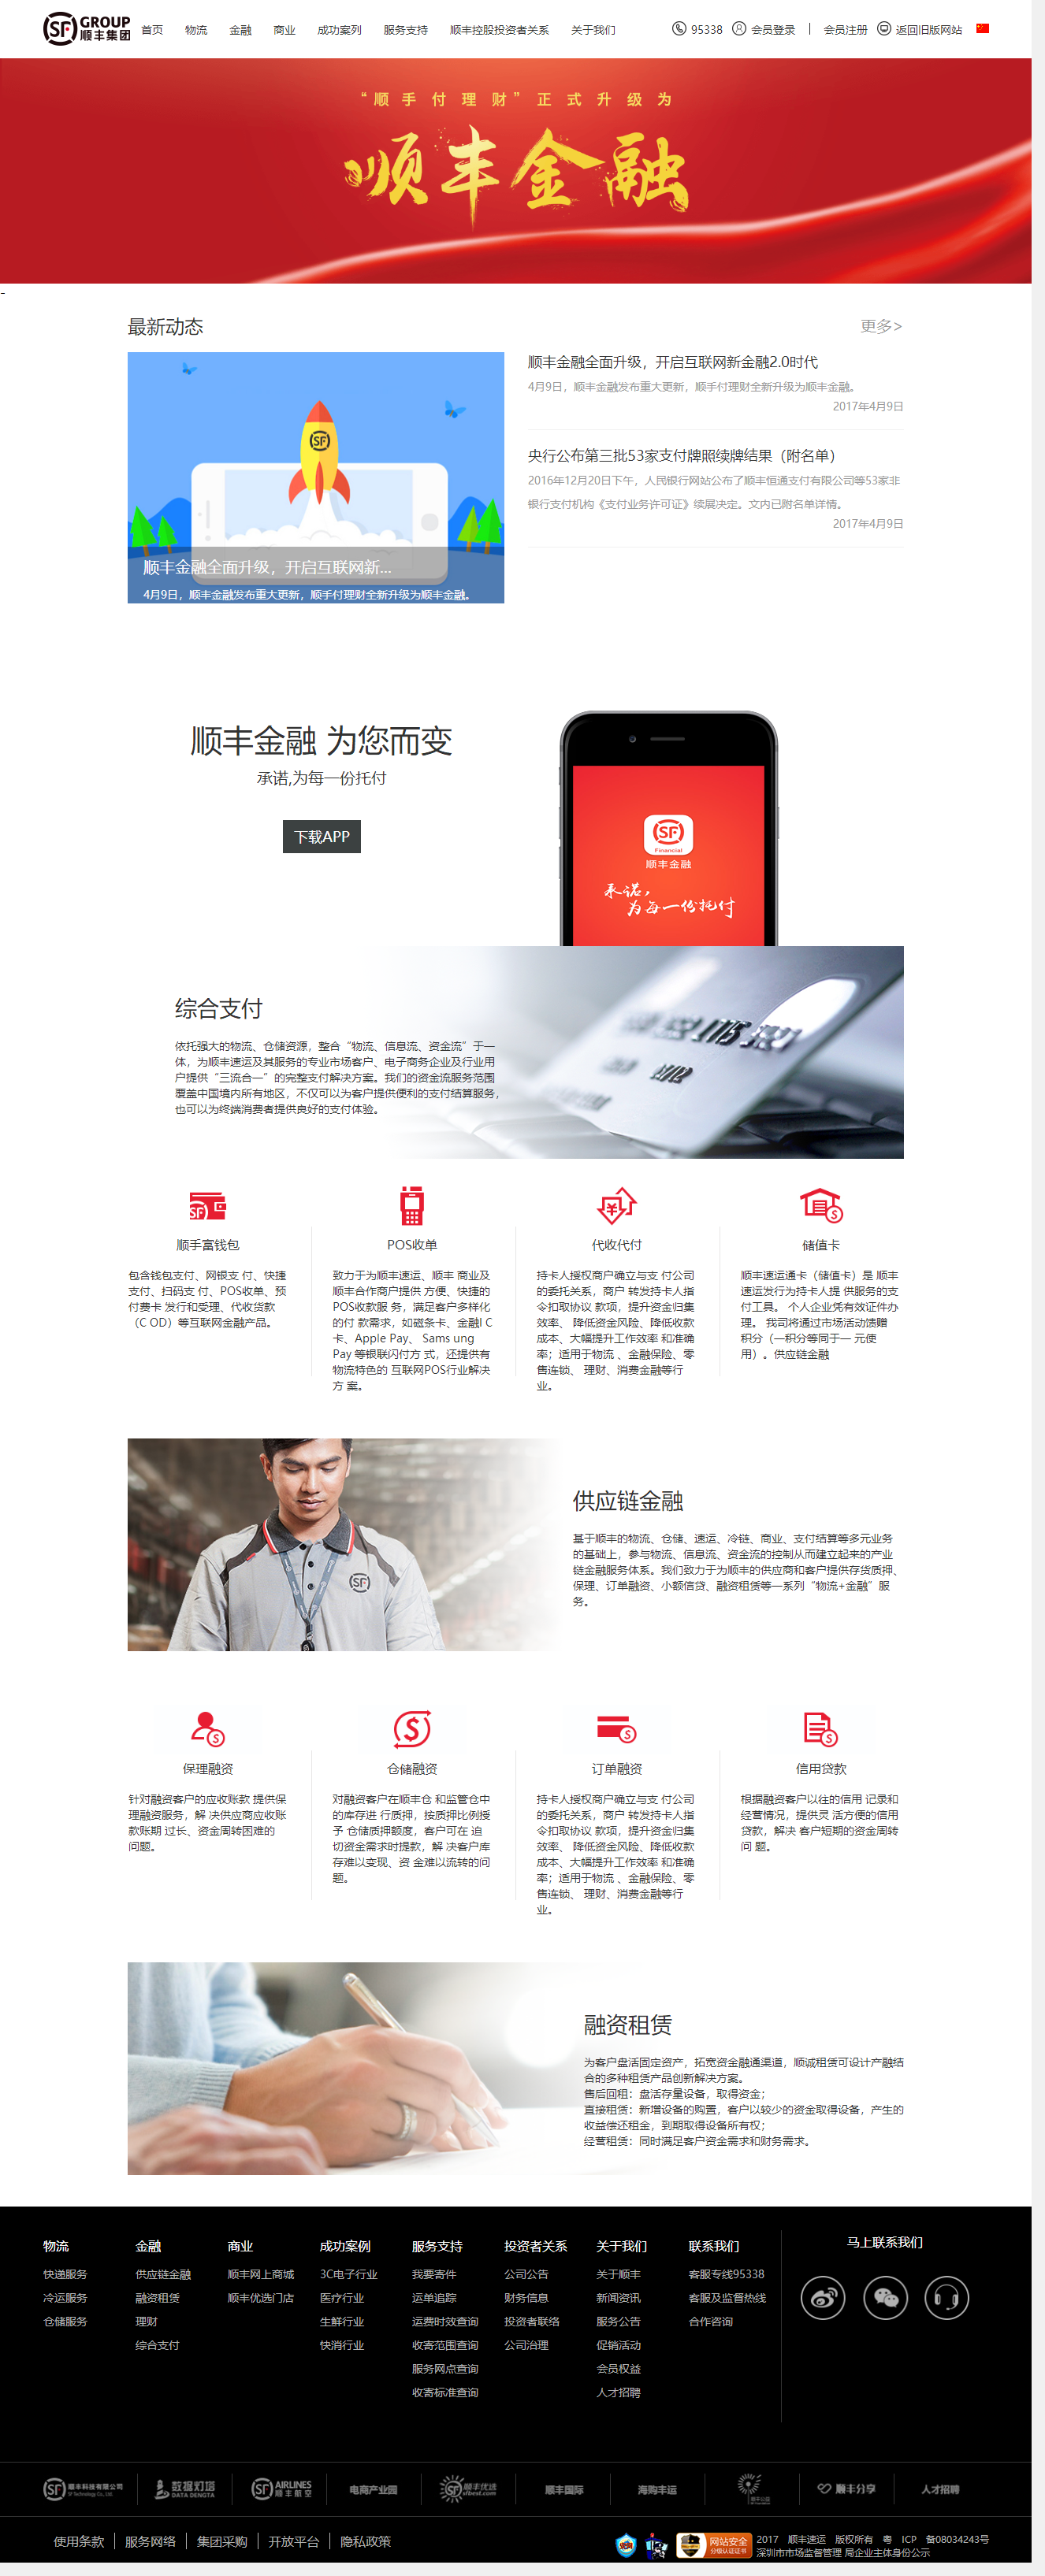 SF GROUP 顺丰集团 首页 物流 金融 商业 成功案列 服务支持 顺丰控股投资者关系 关于我们 95338 会员登录 | 会员注册 返回旧版网站
“顺手付理财”正式升级为
顺丰金融
-
最新动态 更多>
SF
顺丰金融全面升级，开启互联网新...
4月9日，顺丰金融发布重大更新，顺手付理财全新升级为顺丰金融。
顺丰金融全面升级，开启互联网新金融2.0时代
4月9日，顺丰金融发布重大更新，顺手付理财全新升级为顺丰金融。
2017年4月9日
央行公布第三批53家支付牌照续牌结果（附名单）
2016年12月20日下午，人民银行网站公布了顺丰恒通支付有限公司等53家非
银行支付机构《支付业务许可证》续展决定。文内已附名单详情。
2017年4月9日
顺丰金融 为您而变
承诺,为每一份托付
下载APP
SF
Financial
顺丰金融
承诺，
为每一份托付
综合支付
依托强大的物流、仓储资源，整合“物流、信息流、资金流”于一
体，为顺丰速运及其服务的专业市场客户、电子商务企业及行业用
户提供“三流合一”的完整支付解决方案。我们的资金流服务范围
覆盖中国境内所有地区，不仅可以为客户提供便利的支付结算服务，
也可以为终端消费者提供良好的支付体验。
顺手富钱包
包含钱包支付、网银支 付、快捷
支付、扫码支 付、POS收单、预
付费卡 发行和受理、代收货款
（C OD）等互联网金融产品。
POS收单
致力于为顺丰速运、顺丰 商业及
顺丰合作商户提供 方便、快捷的
POS收款服 务，满足客户多样化
的付 款需求，如磁条卡、金融I C
卡、Apple Pay、 Sams ung
Pay 等银联闪付方 式，还提供有
物流特色的 互联网POS行业解决
方 案。
代收代付
持卡人授权商户确立与支 付公司
的委托关系，商户 转发持卡人指
令扣取协议 款项，提升资金归集
效率、 降低资金风险、降低收款
成本、大幅提升工作效率 和准确
率；适用于物流 、金融保险、零
售连锁、 理财、消费金融等行
业。
储值卡
顺丰速运通卡（储值卡）是 顺丰
速运发行为持卡人提 供服务的支
付工具。 个人企业凭有效证件办
理。 我司将通过市场活动馈赠
积分（一积分等同于一 元使
用）。供应链金融
SF
供应链金融
基于顺丰的物流、仓储、速运、冷链、商业、支付结算等多元业务
的基础上，参与物流、信息流、资金流的控制从而建立起来的产业
链金融服务体系。我们致力于为顺丰的供应商和客户提供存货质押、
保理、订单融资、小额信贷、融资租赁等一系列“物流+金融”服
务。
保理融资
针对融资客户的应收账款 提供保
理融资服务，解 决供应商应收账
款账期 过长、资金周转困难的
问题。
仓储融资
对融资客户在顺丰仓 和监管仓中
的库存进 行质押，按质押比例授
予 仓储质押额度，客户可在 迫
切资金需求时提款，解 决客户库
存难以变现、资 金难以流转的问
题。
订单融资
持卡人授权商户确立与支 付公司
的委托关系，商户 转发持卡人指
令扣取协议 款项，提升资金归集
效率、 降低资金风险、降低收款
成本、大幅提升工作效率 和准确
率；适用于物流 、金融保险、零
售连锁、 理财、消费金融等行
业。
信用贷款
根据融资客户以往的信用 记录和
经营情况，提供灵 活方便的信用
贷款，解决 客户短期的资金周转
问 题。
融资租赁
为客户盘活固定资产，拓宽资金融通渠道，顺诚租赁可设计产融结
合的多种租赁产品创新解决方案。
售后回租：盘活存量设备，取得资金；
直接租赁：新增设备的购置，客户以较少的资金取得设备，产生的
收益偿还租金，到期取得设备所有权；
经营租赁：同时满足客户资金需求和财务需求。
物流
快递服务
冷运服务
仓储服务
金融
供应链金融
融资租赁
理财
综合支付
商业
顺丰网上商城
顺丰优选门店
成功案例
3C电子行业
医疗行业
生鲜行业
快消行业
服务支持
我要寄件
运单追踪
运费时效查询
收寄范围查询
服务网点查询
收寄标准查询
投资者关系
公司公告
财务信息
投资者联络
公司治理
关于我们
关于顺丰
新闻资讯
服务公告
促销活动
会员权益
人才招聘
联系我们
客服专线95338
客服及监督热线
合作咨询
马上联系我们
SF 顺丰科技有限公司 数据灯塔 DATA DENGTA SF AIRLINES 顺丰航空 电商产业园 SF 顺丰优选 sfbest.com 顺丰国际 海购丰运 顺丰分享 人才招聘
使用条款 | 服务网络 | 集团采购 | 开放平台 | 隐私政策
网站安全
分级认证证书
2017 顺丰速运 版权所有 粤 ICP 备08034243号
深圳市市场监督管理 局企业主体身份公示